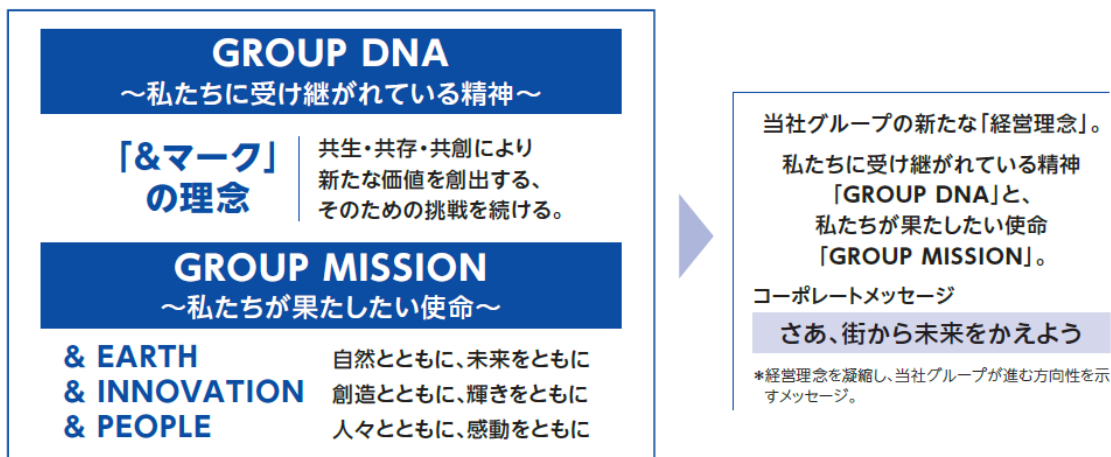 GROUP DNA
～私たちに受け継がれている精神～
「&マーク」
の理念
共生・共存・共創により
新たな価値を創出する、
そのための挑戦を続ける。
GROUP MISSION
～私たちが果たしたい使命～
& EARTH 自然とともに、未来をともに
& INNOVATION 創造とともに、輝きをともに
& PEOPLE 人々とともに、感動をともに
当社グループの新たな「経営理念」。
私たちに受け継がれている精神
「GROUP DNA」と、
私たちが果たしたい使命
「GROUP MISSION」。
コーポレートメッセージ
さあ、街から未来をかえよう
*経営理念を凝縮し、当社グループが進む方向性を示
すメッセージ。